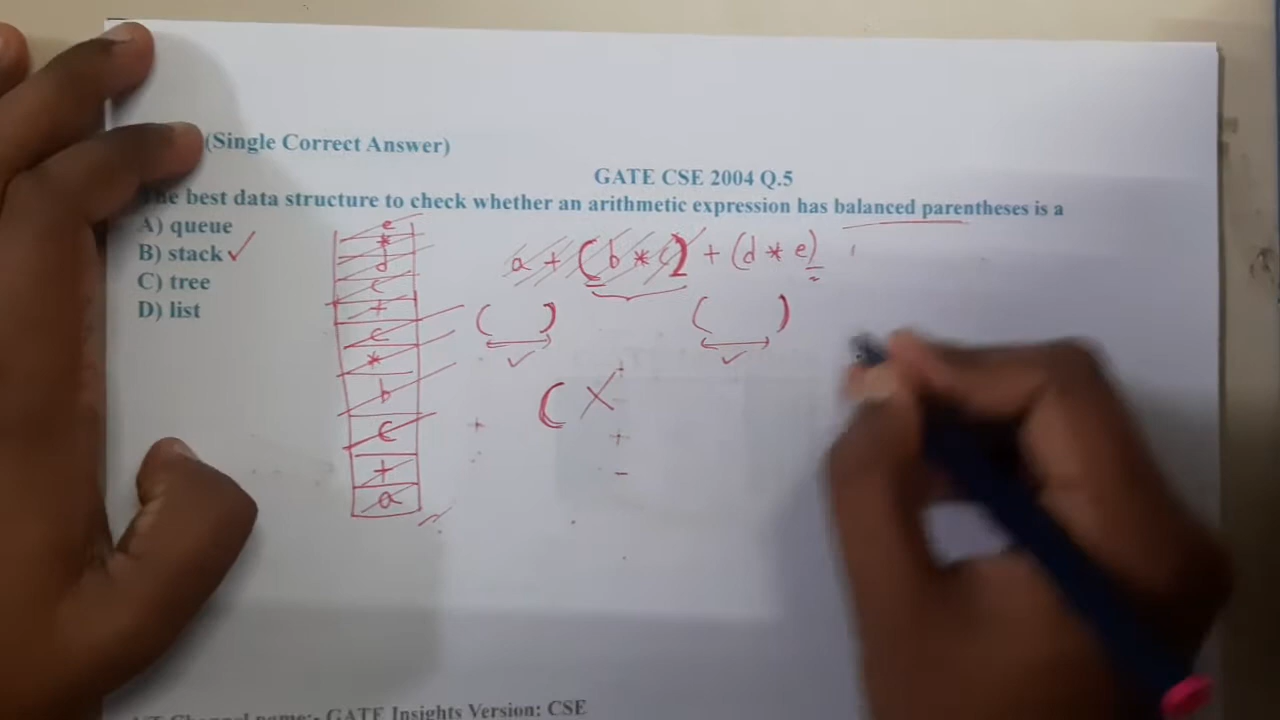 (Single Correct Answer)
GATE CSE 2004 Q.5
best data structure to check whether an arithmetic expression has balanced parentheses is a
A) queue
B) stack ✓
C) tree
D) list
a + (b * c) + (d * e)
( ) ( )
✓ ✓
( X
+ +
-
e
*
d
(
+
c
*
b
(
+
a
GATE Insights Version: CSE